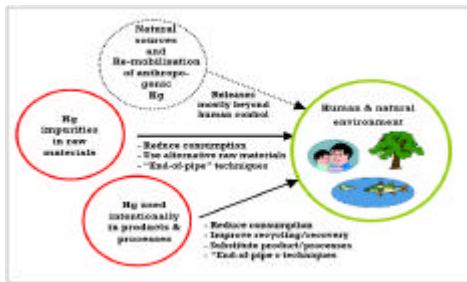 Natural
sources
and
Re-mobilisation
of anthropo-
genic
Hg
Releases
mostly beyond
human control
Human & natural
environment
Hg
impurities
in raw
materials
- Reduce consumption
- Use alternative raw materials
- "End-of-pipe" techniques
Hg used
intentionally
in products &
processes
- Reduce consumption
- Improve recycling/recovery
- Substitute product/processes
- "End-of-pipe » techniques